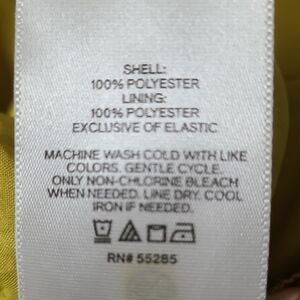 SHELL:
100% POLYESTER
LINING:
100% POLYESTER
EXCLUSIVE OF ELASTIC
MACHINE WASH COLD WITH LIKE
COLORS. GENTLE CYCLE.
ONLY NON-CHLORINE BLEACH
WHEN NEEDED. LINE DRY. COOL
IRON IF NEEDED.
RN# 55285